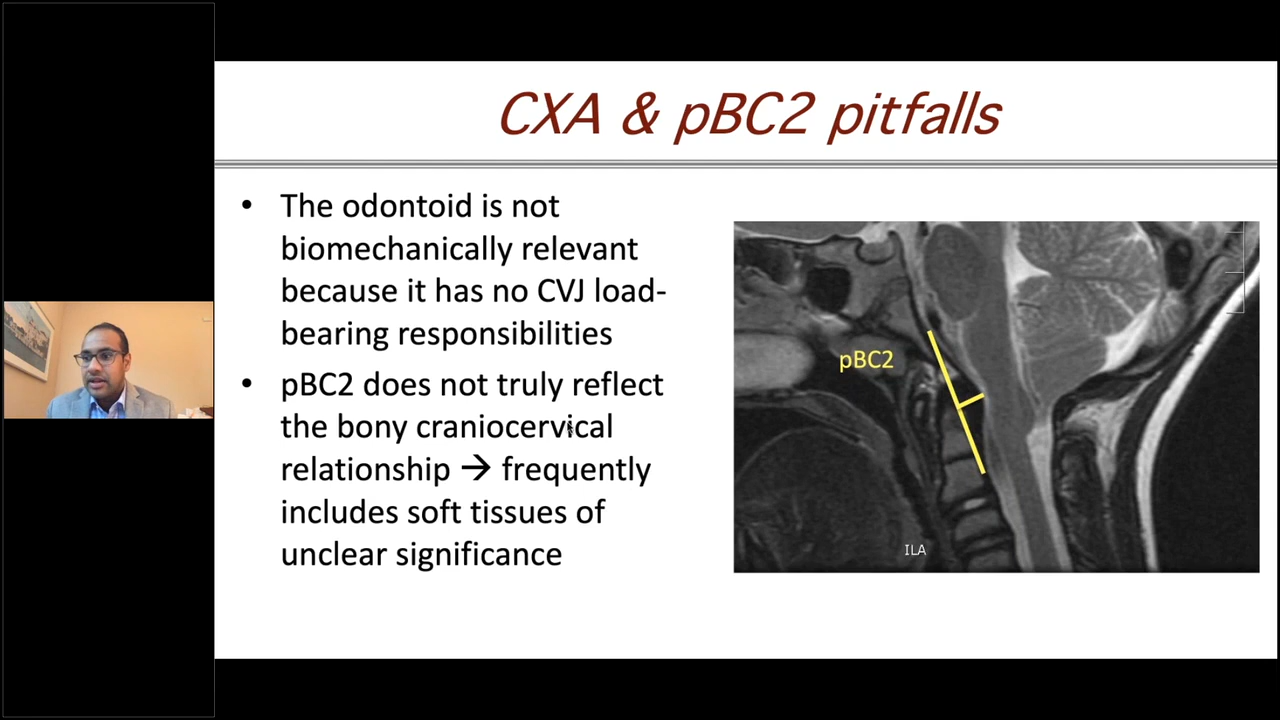 CXA & pBC2 pitfalls
• The odontoid is not
biomechanically relevant
because it has no CVJ load-
bearing responsibilities
• pBC2 does not truly reflect
the bony craniocervical
relationship → frequently
includes soft tissues of
unclear significance
pBC2
ILA